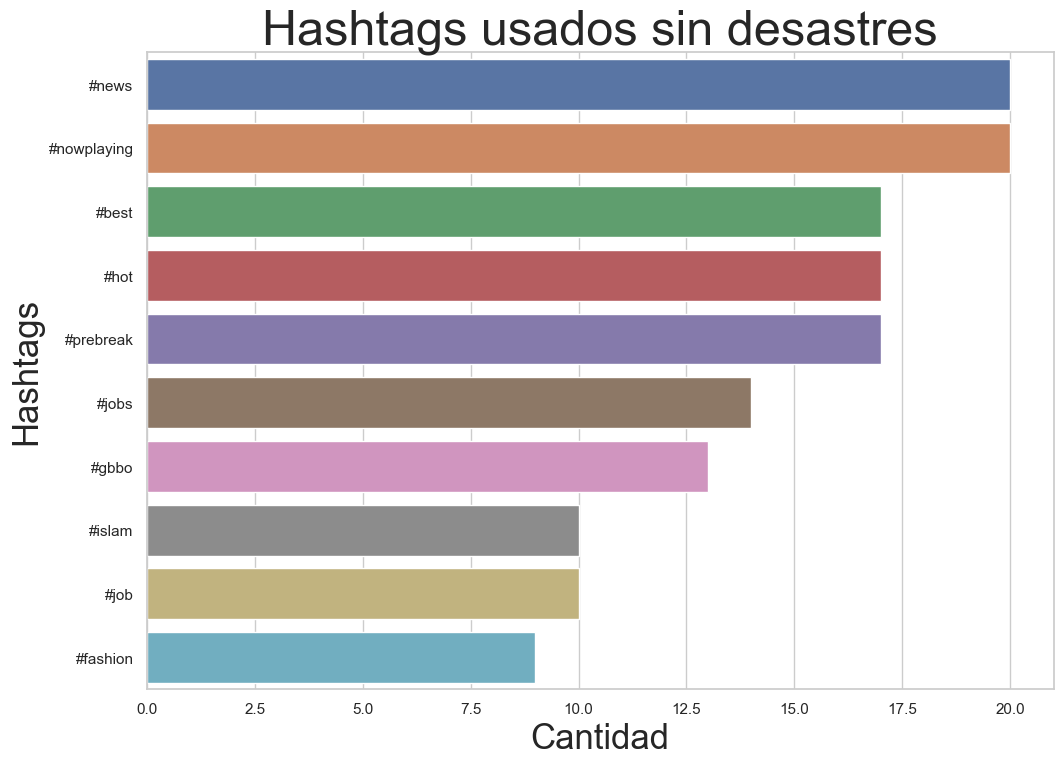 Hashtags usados sin desastres
#news
#nowplaying
#best
#hot
#prebreak
#jobs
#gbbo
#islam
#job
#fashion
Hashtags
0.0 2.5 5.0 7.5 10.0 12.5 15.0 17.5 20.0
Cantidad